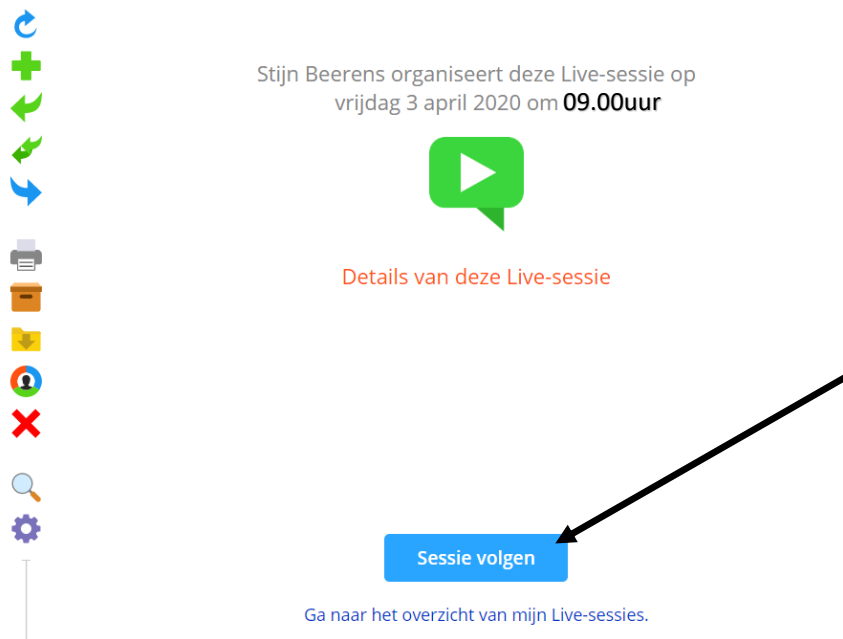 Stijn Beerens organiseert deze Live-sessie op
vrijdag 3 april 2020 om 09.00uur
Details van deze Live-sessie
Sessie volgen
Ga naar het overzicht van mijn Live-sessies.